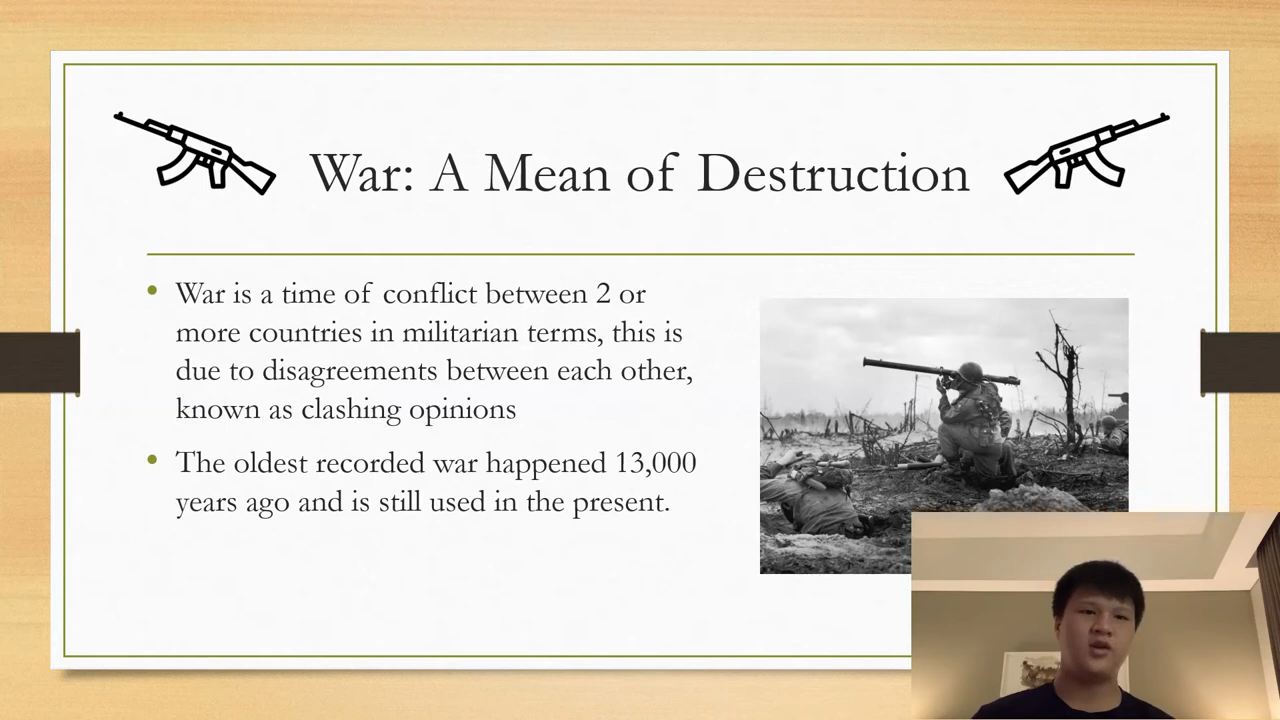 War: A Mean of Destruction
• War is a time of conflict between 2 or
more countries in militarian terms, this is
due to disagreements between each other,
known as clashing opinions
• The oldest recorded war happened 13,000
years ago and is still used in the present.